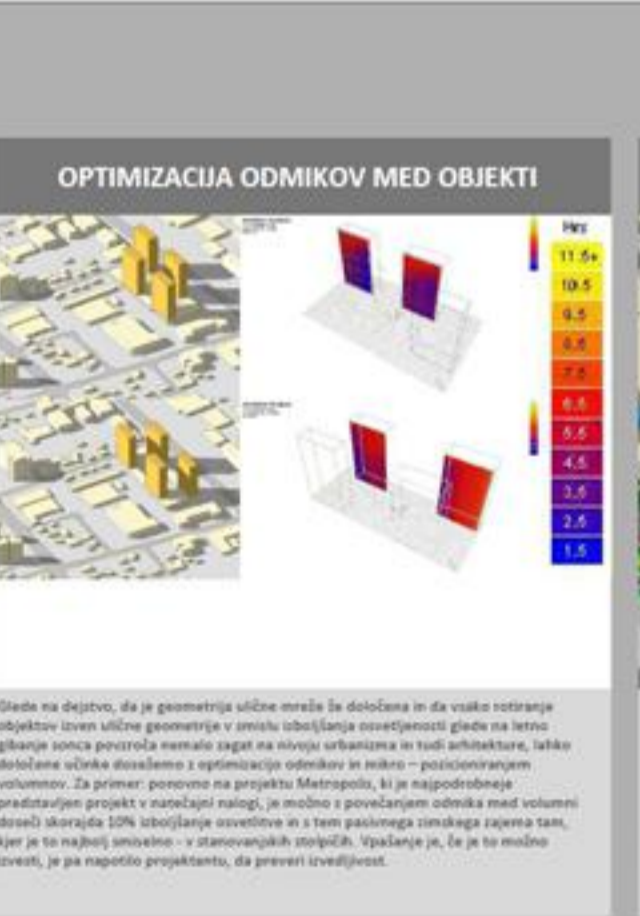 OPTIMIZACIJA ODMIKOV MED OBJEKTI
Hrs
11.5+
10.5
9.5
8.5
7.5
6.5
5.5
4.5
3.5
2.5
1.5
Glede na dejstvo, da je geometrija ulične mreže že določena in da vsako rotiranje
objektov izven ulične geometrije v smislu izboljšanja osvetljenosti glede na letno
gibanje sonca povzroča nemalo zagat na nivoju urbanizma in tudi arhitekture, lahko
določene učinke dosežemo z optimizacijo odmikov in mikro – pozicioniranjem
volumnov. Za primer: ponovno na projektu Metropolo, ki je najpodrobneje
predstavljen projekt v natečajni nalogi, je možno s povečanjem odmika med volumni
doseči skorajda 10% izboljšanje osvetlitve in s tem pasivnega zimskega zajema tam,
kjer je to najbolj smiselno - v stanovanjskih stolpičih. Vpašanje je, če je to možno
izvesti, je pa napotilo projektantu, da preveri izvedljivost.